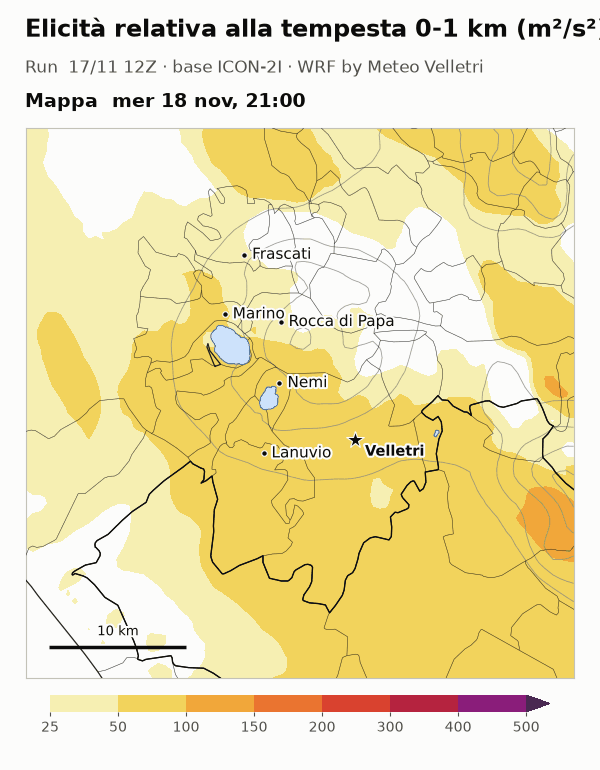 Elicità relativa alla tempesta 0-1 km (m²/s²)
Run  17/11 12Z · base ICON-2I · WRF by Meteo Velletri
Mappa  mer 18 nov, 21:00
Frascati
Marino
Rocca di Papa
Nemi
Velletri
Lanuvio
10 km
25 50 100 150 200 300 400 500